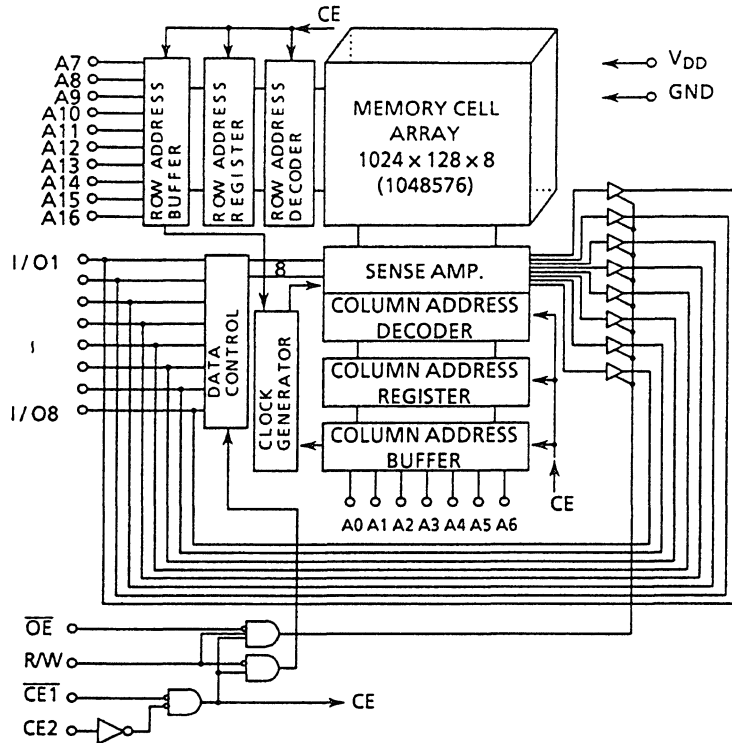 CE
VDD
GND
A7
A8
A9
A10
A11
A12
A13
A14
A15
A16
ROW ADDRESS
BUFFER
ROW ADDRESS
REGISTER
ROW ADDRESS
DECODER
MEMORY CELL
ARRAY
1024 x 128 x 8
(1048576)
I/O1
~
I/O8
DATA
CONTROL
8
CLOCK
GENERATOR
SENSE AMP.
COLUMN ADDRESS
DECODER
COLUMN ADDRESS
REGISTER
COLUMN ADDRESS
BUFFER
A0 A1 A2 A3 A4 A5 A6
CE
OE
R/W
CE1
CE2
CE